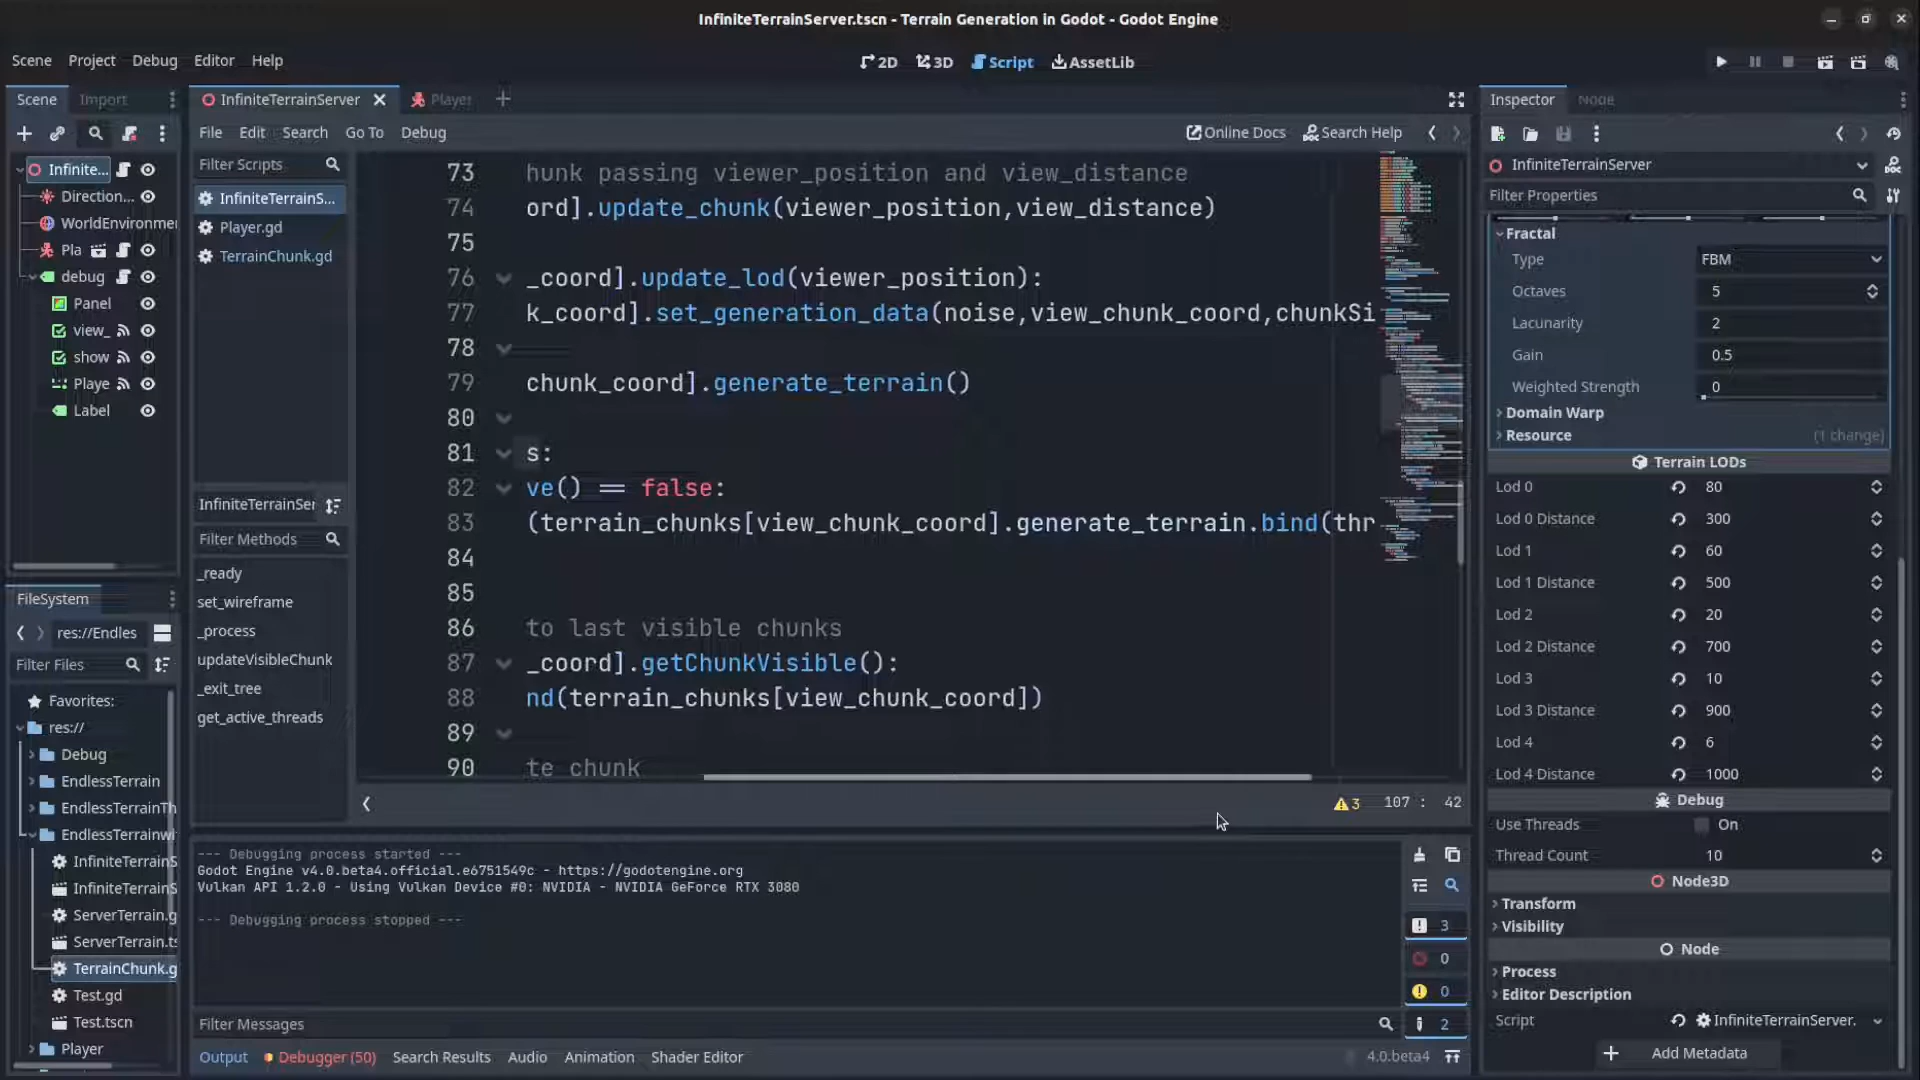 InfiniteTerrainServer.tscn - Terrain Generation in Godot - Godot Engine
Scene Project Debug Editor Help
2D 3D Script AssetLib
Scene Import
InfiniteTerrainServer Player
Inspector Node
File Edit Search Go To Debug
Online Docs Search Help
Infinite...
Direction...
WorldEnvironme
Pla
debug
Panel
view_
show
Playe
Label
Filter Scripts
InfiniteTerrainS...
Player.gd
TerrainChunk.gd
InfiniteTerrainSer
Filter Methods
_ready
set_wireframe
_process
updateVisibleChunk
_exit_tree
get_active_threads
73 hunk passing viewer_position and view_distance
74 ord].update_chunk(viewer_position,view_distance)
75
76 _coord].update_lod(viewer_position):
77 k_coord].set_generation_data(noise,view_chunk_coord,chunkSi
78
79 chunk_coord].generate_terrain()
80
81 s:
82 ve() == false:
83 (terrain_chunks[view_chunk_coord].generate_terrain.bind(thr
84
85
86 to last visible chunks
87 _coord].getChunkVisible():
88 nd(terrain_chunks[view_chunk_coord])
89
90 te chunk
3 107 : 42
FileSystem
res://Endles
Filter Files
Favorites:
res://
Debug
EndlessTerrain
EndlessTerrainTh
EndlessTerrainwi
InfiniteTerrainS
InfiniteTerrainS
ServerTerrain.g
ServerTerrain.ts
TerrainChunk.g
Test.gd
Test.tscn
Player
--- Debugging process started ---
Godot Engine v4.0.beta4.official.e6751549c - https://godotengine.org
Vulkan API 1.2.0 - Using Vulkan Device #0: NVIDIA - NVIDIA GeForce RTX 3080
--- Debugging process stopped ---
3
0
0
2
Filter Messages
Output Debugger (50) Search Results Audio Animation Shader Editor
4.0.beta4
InfiniteTerrainServer
Filter Properties
Fractal
Type FBM
Octaves 5
Lacunarity 2
Gain 0.5
Weighted Strength 0
Domain Warp
Resource (1 change)
Terrain LODs
Lod 0 80
Lod 0 Distance 300
Lod 1 60
Lod 1 Distance 500
Lod 2 20
Lod 2 Distance 700
Lod 3 10
Lod 3 Distance 900
Lod 4 6
Lod 4 Distance 1000
Debug
Use Threads On
Thread Count 10
Node3D
Transform
Visibility
Node
Process
Editor Description
Script InfiniteTerrainServer.
Add Metadata